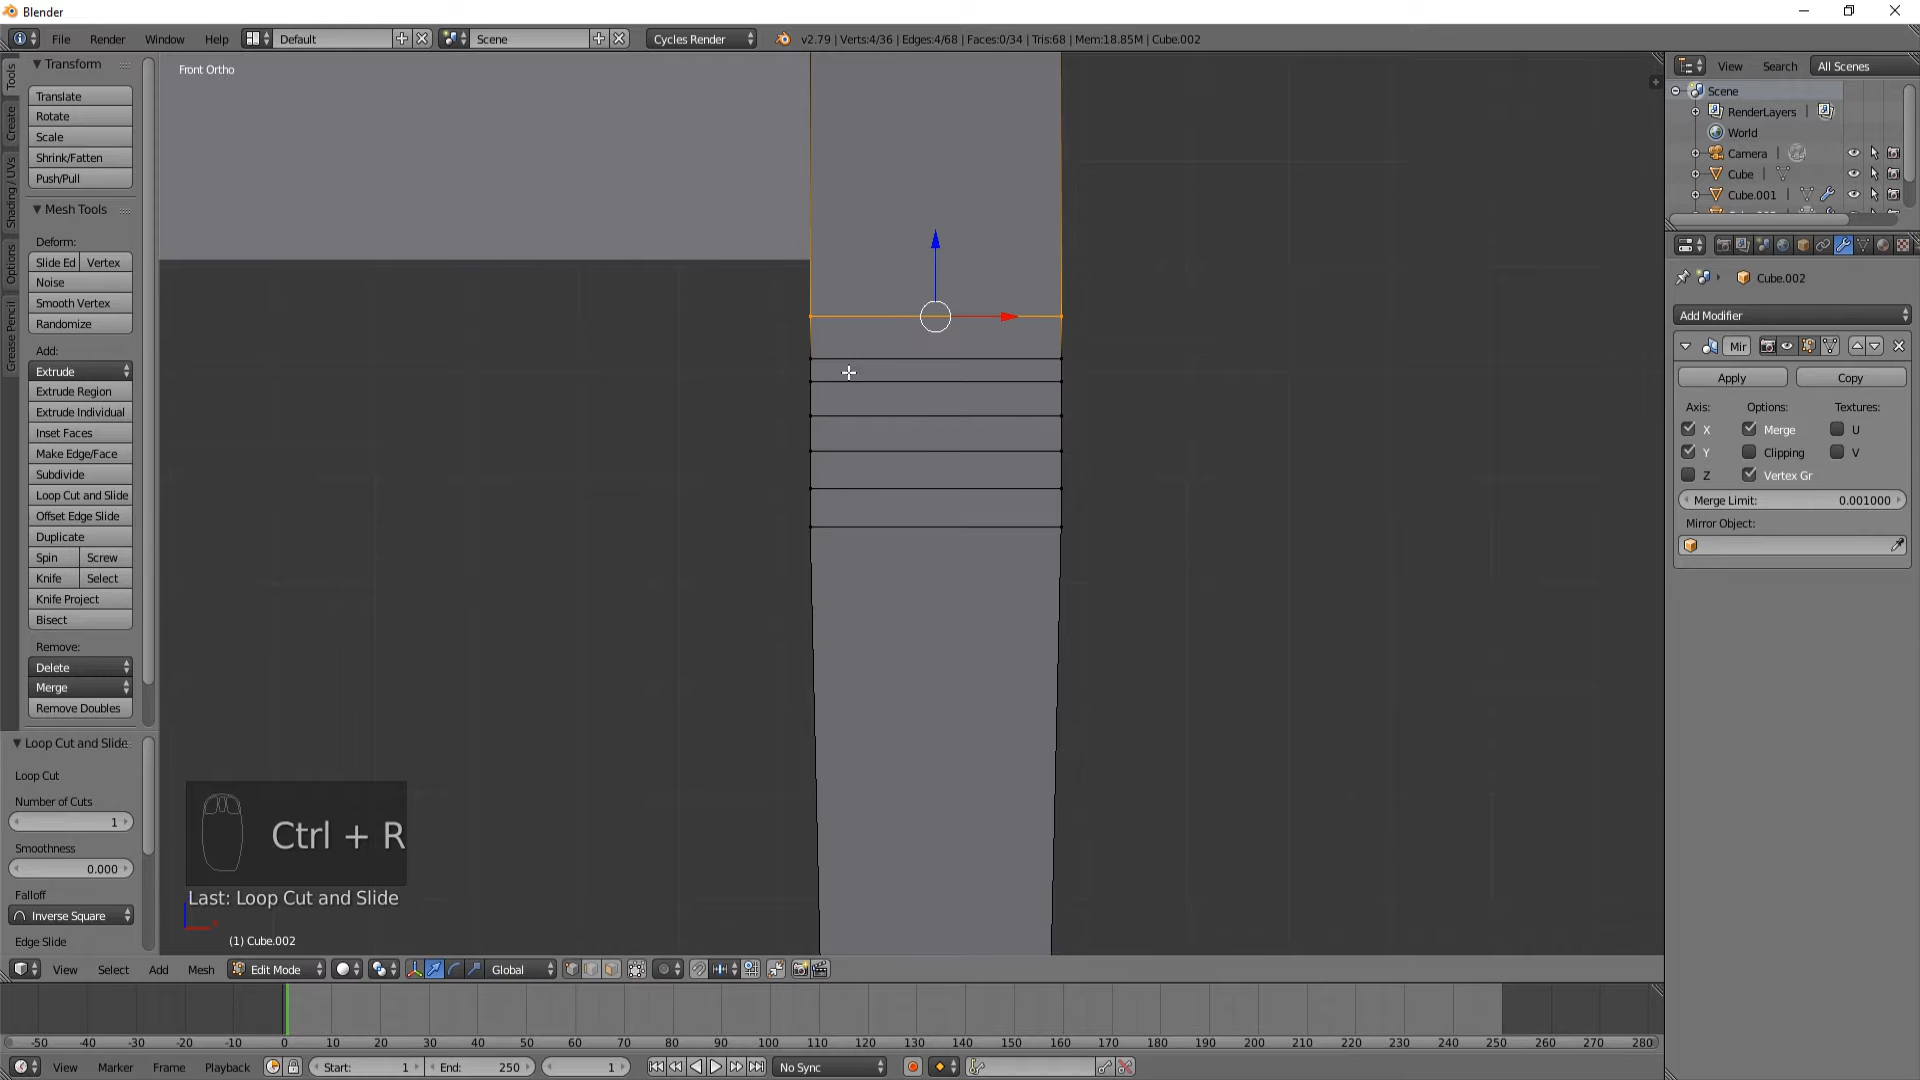 Blender
File Render Window Help Default Scene Cycles Render v2.79 | Verts:4/36 | Edges:4/68 | Faces:0/34 | Tris:68 | Mem:18.85M | Cube.002
Transform
Translate
Rotate
Scale
Shrink/Fatten
Push/Pull
Mesh Tools
Deform:
Slide Ed Vertex
Noise
Smooth Vertex
Randomize
Add:
Extrude
Extrude Region
Extrude Individual
Inset Faces
Make Edge/Face
Subdivide
Loop Cut and Slide
Offset Edge Slide
Duplicate
Spin Screw
Knife Select
Knife Project
Bisect
Remove:
Delete
Merge
Remove Doubles
Tools
Create
Shading / UVs
Options
Grease Pencil
Loop Cut and Slide
Loop Cut
Number of Cuts
1
Smoothness
0.000
Falloff
Inverse Square
Edge Slide
Front Ortho
Ctrl + R
Last: Loop Cut and Slide
(1) Cube.002
View Search All Scenes
Scene
RenderLayers |
World
Camera |
Cube |
Cube.001 |
Cube.002
Add Modifier
Mir
Apply Copy
Axis: Options: Textures:
X Merge U
Y Clipping V
Z Vertex Gr
Merge Limit: 0.001000
Mirror Object:
View Select Add Mesh Edit Mode Global
-50 -40 -30 -20 -10 0 10 20 30 40 50 60 70 80 90 100 110 120 130 140 150 160 170 180 190 200 210 220 230 240 250 260 270 280
View Marker Frame Playback Start: 1 End: 250 1 No Sync